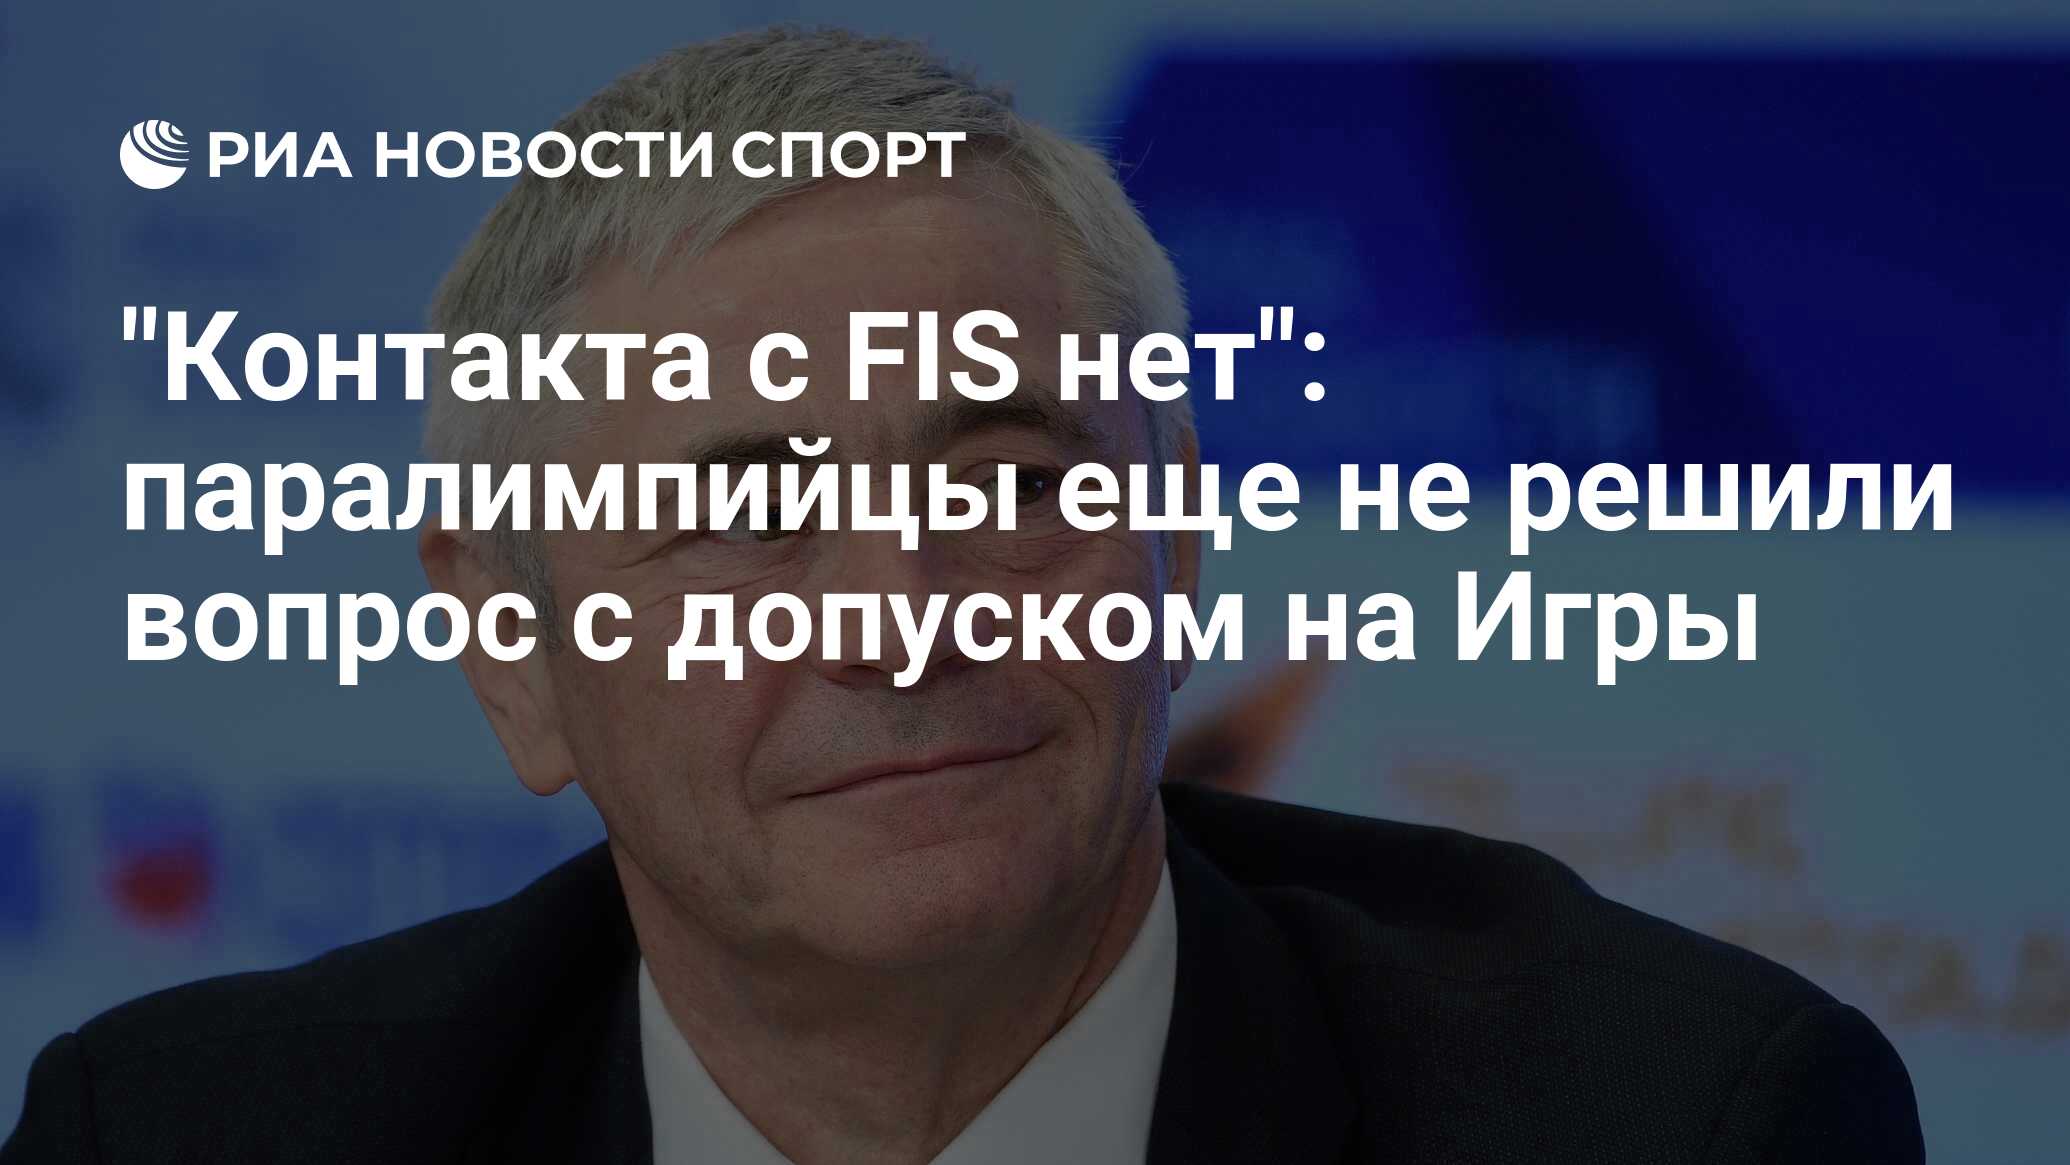 РИА НОВОСТИ СПОРТ
"Контакта с FIS нет":
паралимпийцы еще не решили
вопрос с допуском на Игры